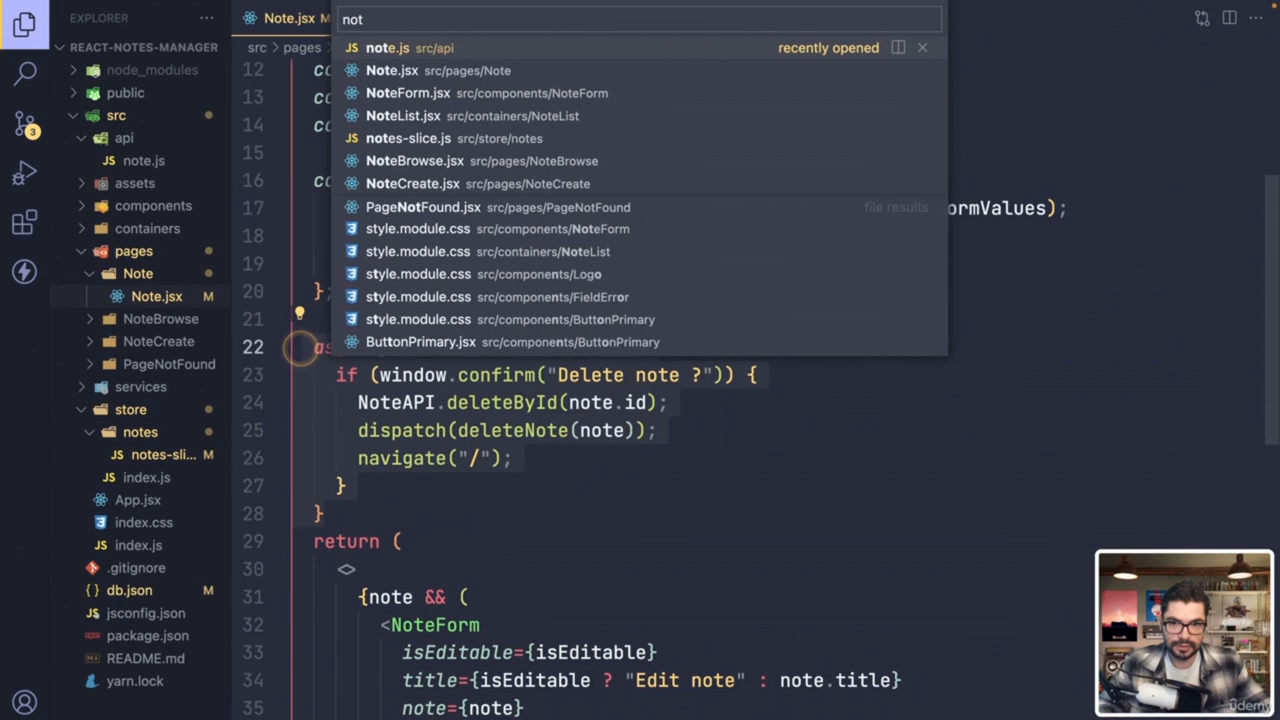 EXPLORER
REACT-NOTES-MANAGER
node_modules
public
src
api
note.js
assets
components
containers
pages
Note
Note.jsx M
NoteBrowse
NoteCreate
PageNotFound
services
store
notes
notes-sli... M
index.js
App.jsx
index.css
index.js
.gitignore
db.json M
jsconfig.json
package.json
README.md
yarn.lock
3
Note.jsx M
src > pages >
not
note.js src/api recently opened
Note.jsx src/pages/Note
NoteForm.jsx src/components/NoteForm
NoteList.jsx src/containers/NoteList
notes-slice.js src/store/notes
NoteBrowse.jsx src/pages/NoteBrowse
NoteCreate.jsx src/pages/NoteCreate
PageNotFound.jsx src/pages/PageNotFound file results
style.module.css src/components/NoteForm
style.module.css src/containers/NoteList
style.module.css src/components/Logo
style.module.css src/components/FieldError
style.module.css src/components/ButtonPrimary
ButtonPrimary.jsx src/components/ButtonPrimary
12
13
14
15
16
17 ormValues);
18
19
20 };
21
22 as
23 if (window.confirm("Delete note ?")) {
24 NoteAPI.deleteById(note.id);
25 dispatch(deleteNote(note));
26 navigate("/");
27 }
28 }
29 return (
30 <>
31 {note && (
32 <NoteForm
33 isEditable={isEditable}
34 title={isEditable ? "Edit note" : note.title}
35 note={note}
ûdemy